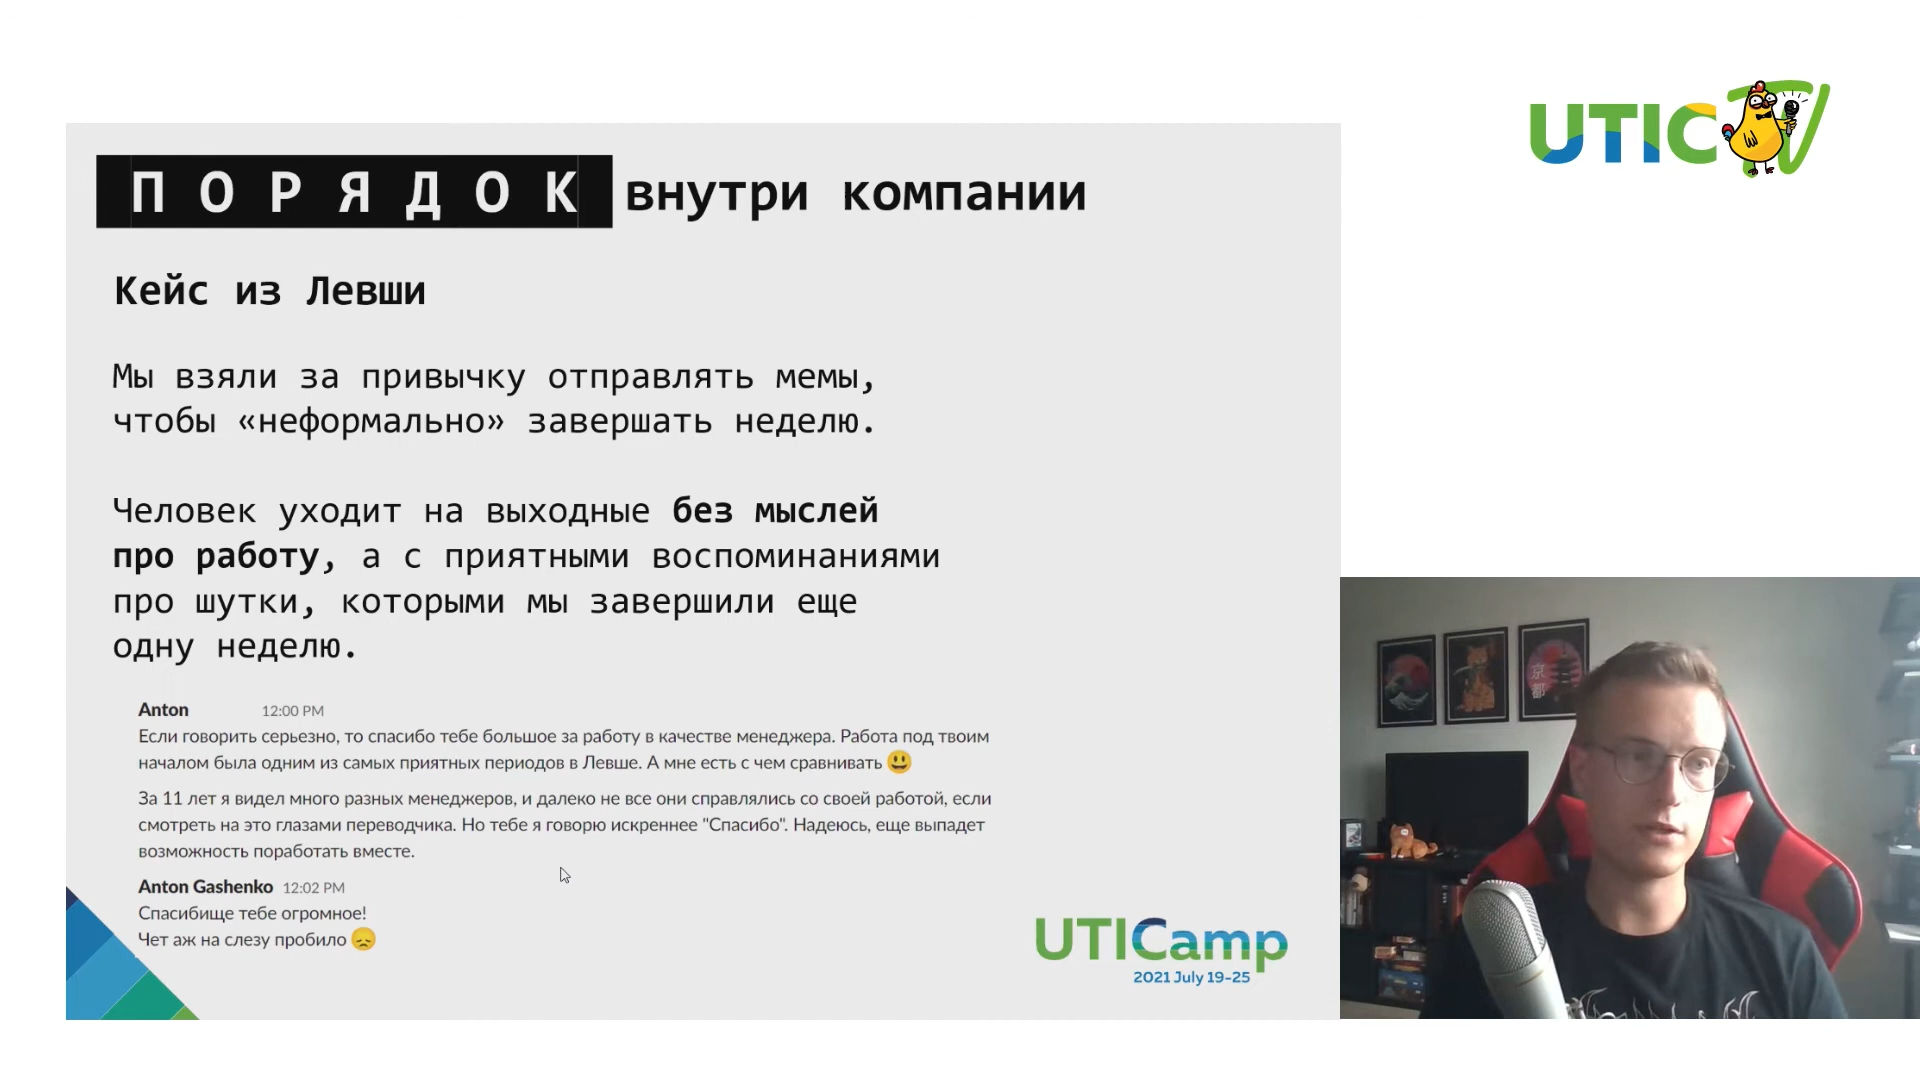 UTIC TV
ПОРЯДОК внутри компании
Кейс из Левши
Мы взяли за привычку отправлять мемы,
чтобы «неформально» завершать неделю.
Человек уходит на выходные без мыслей
про работу, а с приятными воспоминаниями
про шутки, которыми мы завершили еще
одну неделю.
Anton 12:00 PM
Если говорить серьезно, то спасибо тебе большое за работу в качестве менеджера. Работа под твоим
началом была одним из самых приятных периодов в Левше. А мне есть с чем сравнивать 😃
За 11 лет я видел много разных менеджеров, и далеко не все они справлялись со своей работой, если
смотреть на это глазами переводчика. Но тебе я говорю искреннее "Спасибо". Надеюсь, еще выпадет
возможность поработать вместе.
Anton Gashenko 12:02 PM
Спасибище тебе огромное!
Чет аж на слезу пробило 😞
UTICamp
2021 July 19-25
京都